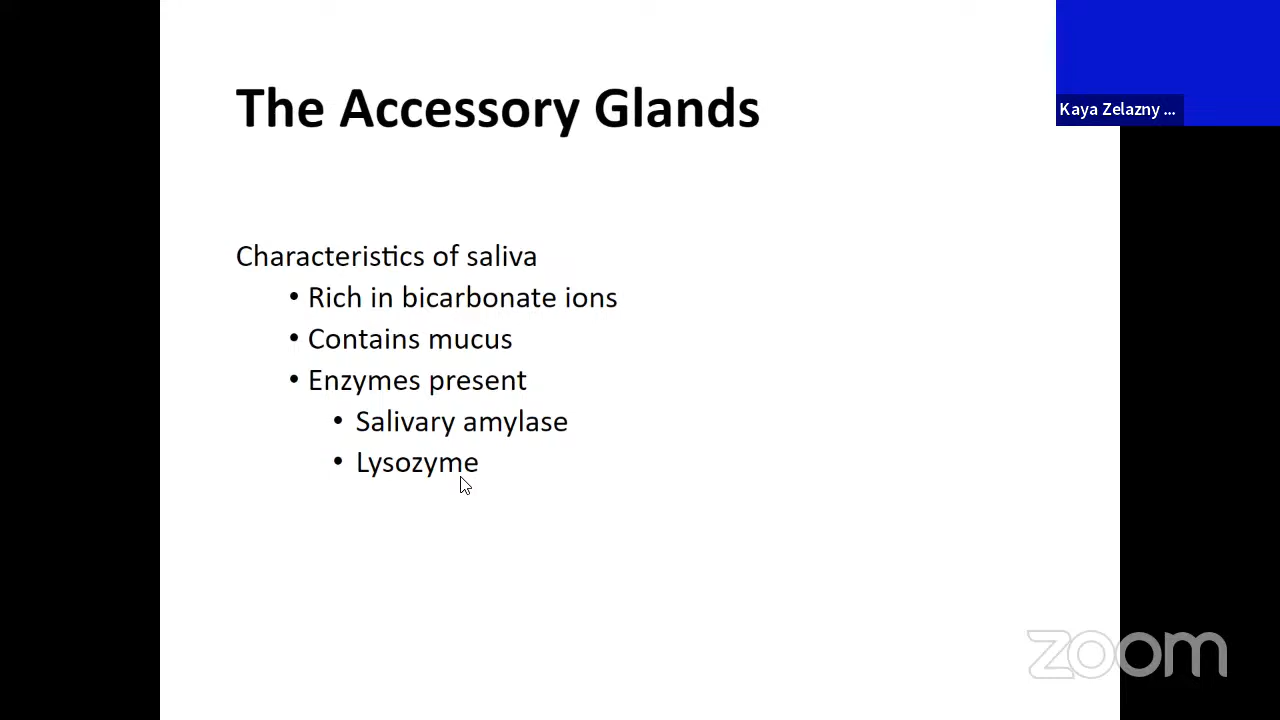 The Accessory Glands
Kaya Zelazny ...
Characteristics of saliva
• Rich in bicarbonate ions
• Contains mucus
• Enzymes present
• Salivary amylase
• Lysozyme
zoom